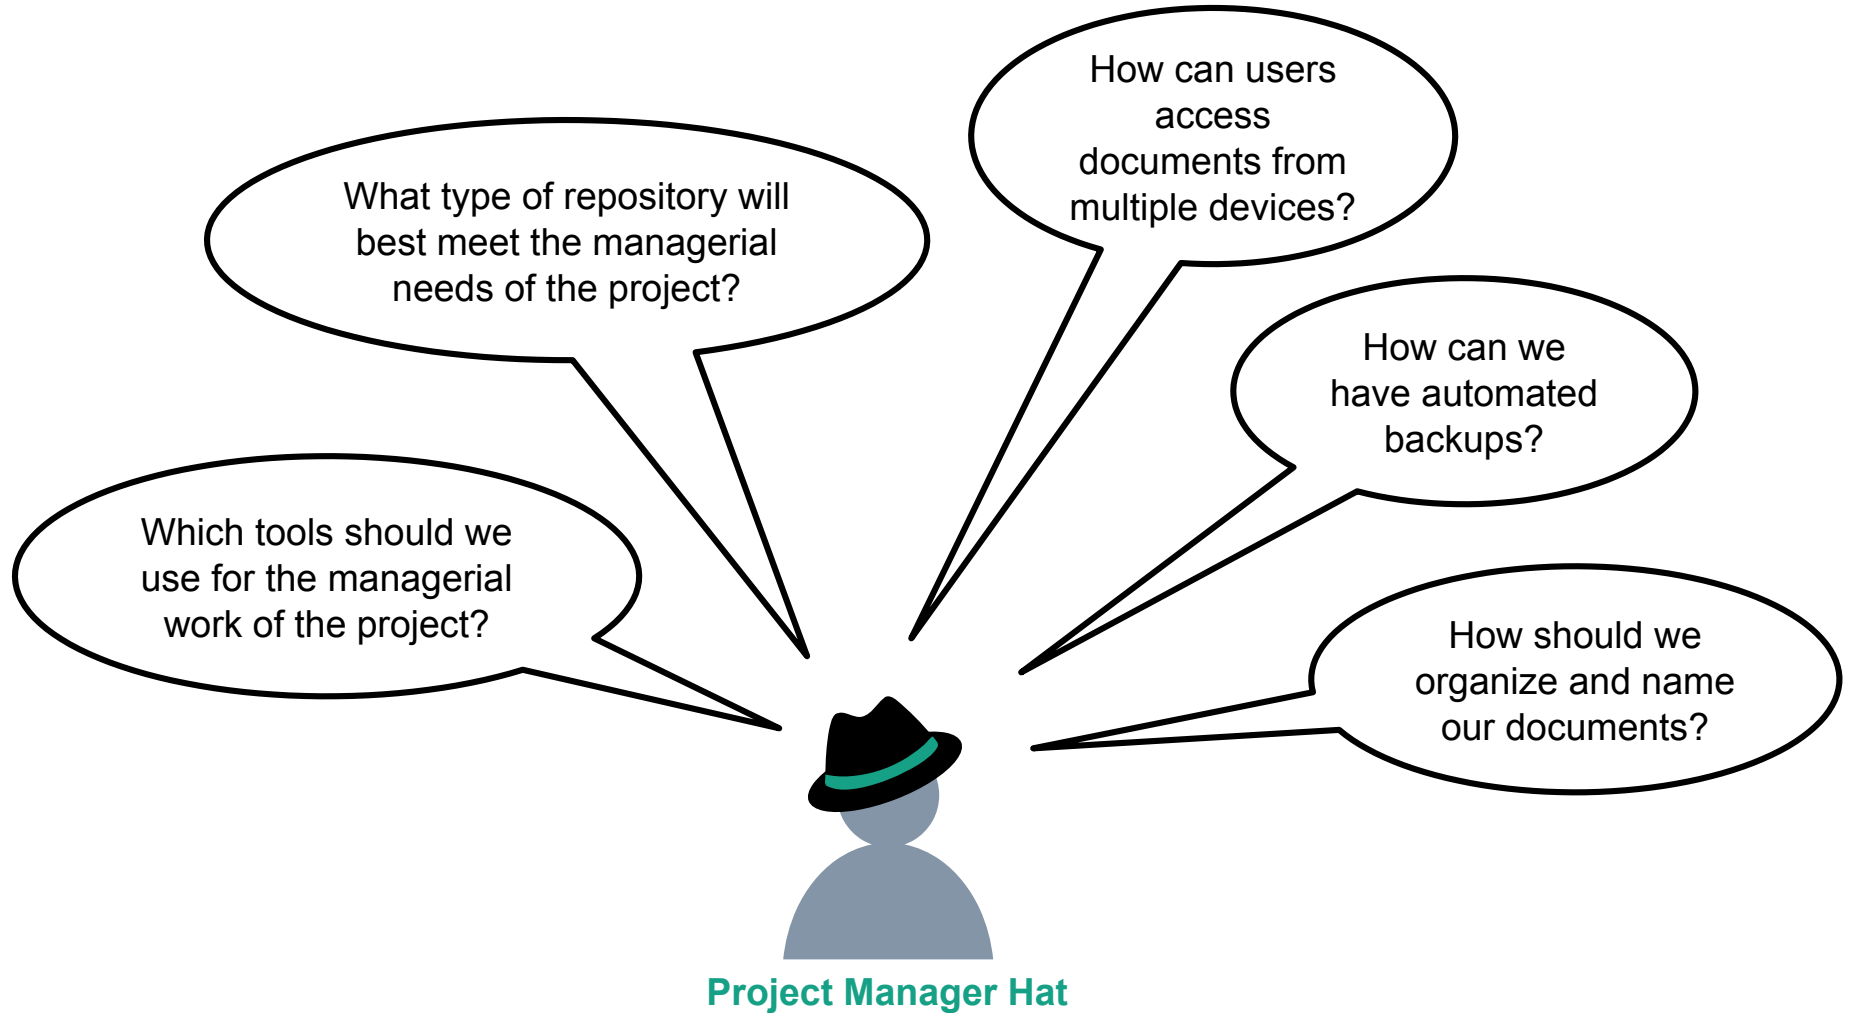 How can users
access
documents from
multiple devices?
What type of repository will
best meet the managerial
needs of the project?
How can we
have automated
backups?
Which tools should we
use for the managerial
work of the project?
How should we
organize and name
our documents?
Project Manager Hat